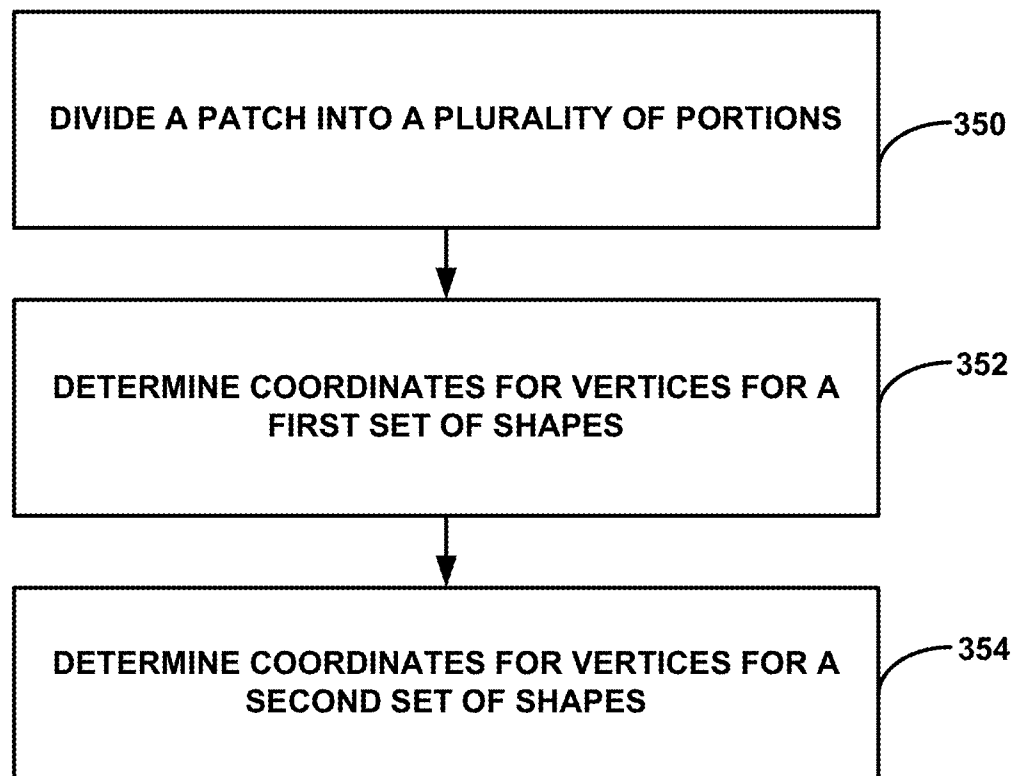 DIVIDE A PATCH INTO A PLURALITY OF PORTIONS
350
DETERMINE COORDINATES FOR VERTICES FOR A
FIRST SET OF SHAPES
352
DETERMINE COORDINATES FOR VERTICES FOR A
SECOND SET OF SHAPES
354